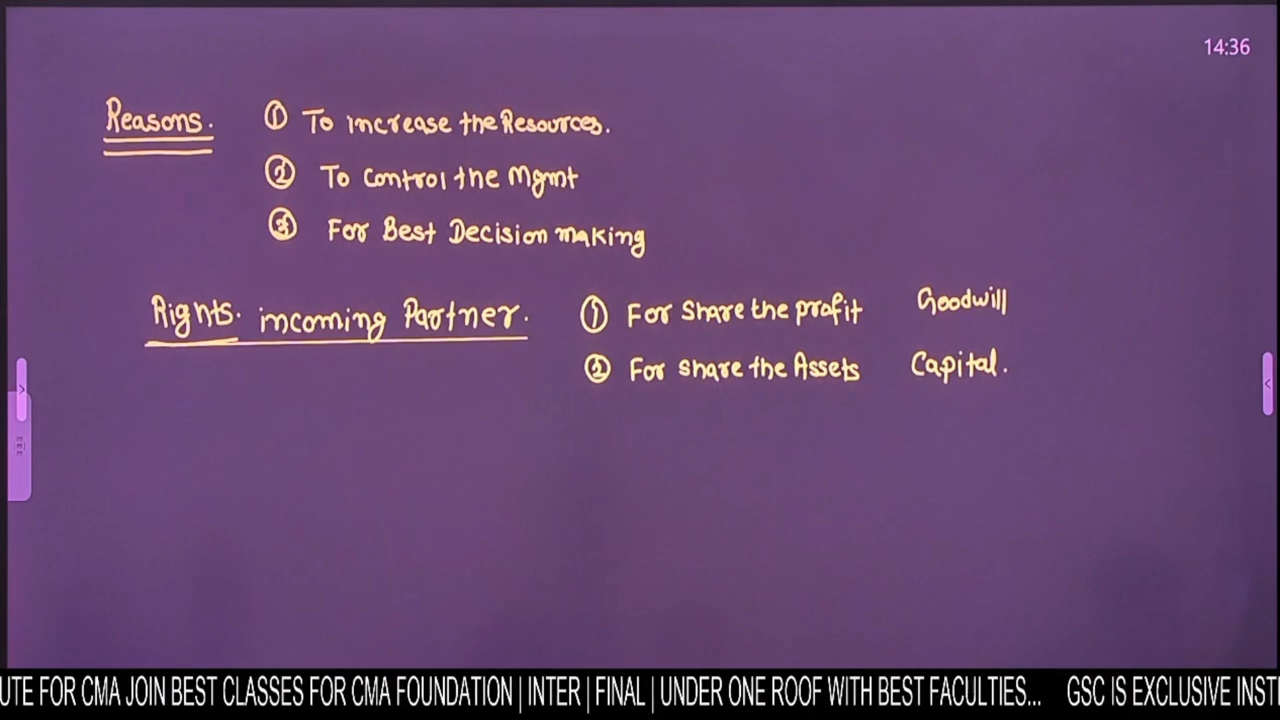 14:36
Reasons. ① To increase the Resources.
② To control the Mgmt
③ For Best Decision making
Rights. incoming Partner. ① For share the profit Goodwill
② For share the Assets Capital.
UTE FOR CMA JOIN BEST CLASSES FOR CMA FOUNDATION | INTER | FINAL | UNDER ONE ROOF WITH BEST FACULTIES... GSC IS EXCLUSIVE INSTI